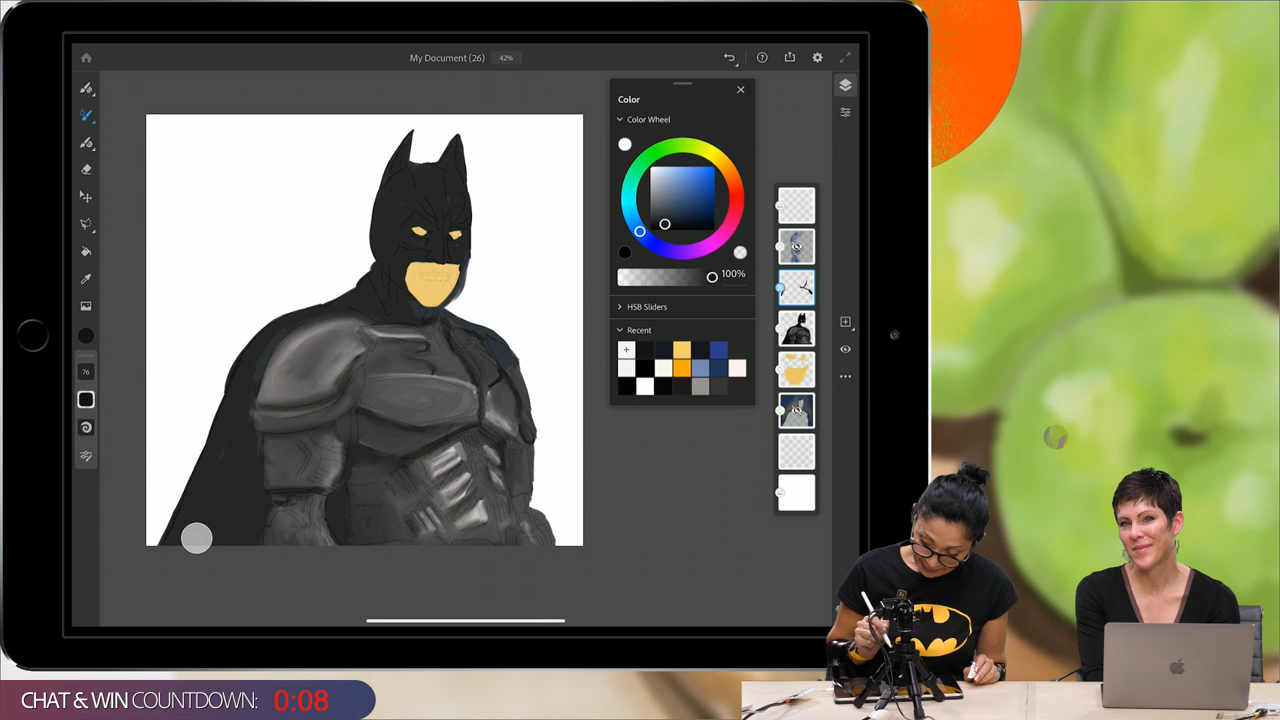 My Document (26)
42%
Color
Color Wheel
100%
HSB Sliders
Recent
76
CHAT & WIN COUNTDOWN: 0:08